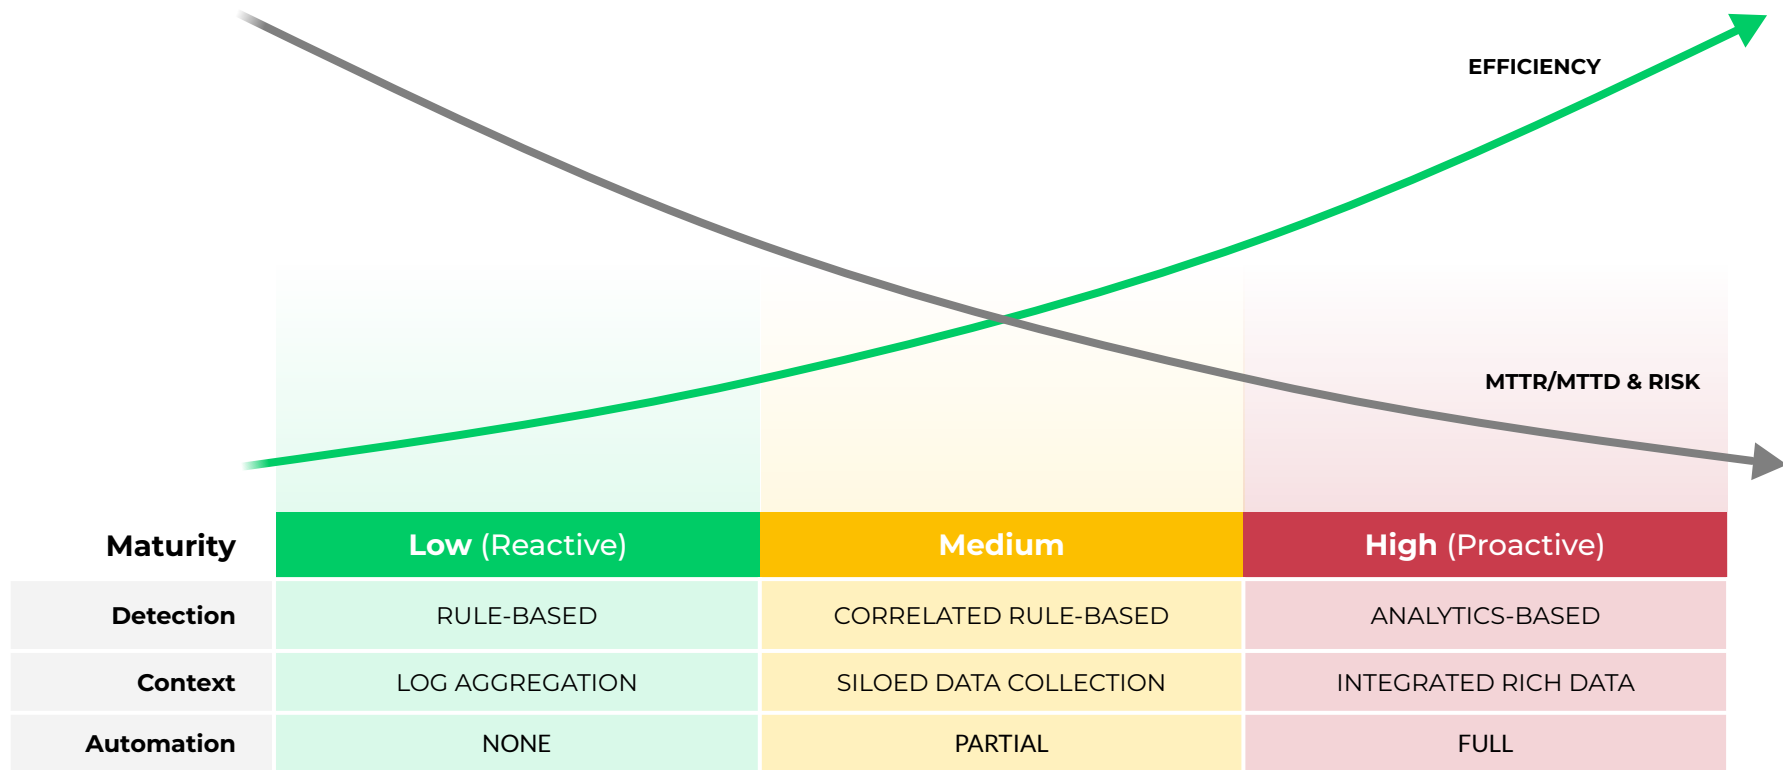 EFFICIENCY
MTTR/MTTD & RISK
Maturity Low (Reactive) Medium High (Proactive)
Detection RULE-BASED CORRELATED RULE-BASED ANALYTICS-BASED
Context LOG AGGREGATION SILOED DATA COLLECTION INTEGRATED RICH DATA
Automation NONE PARTIAL FULL